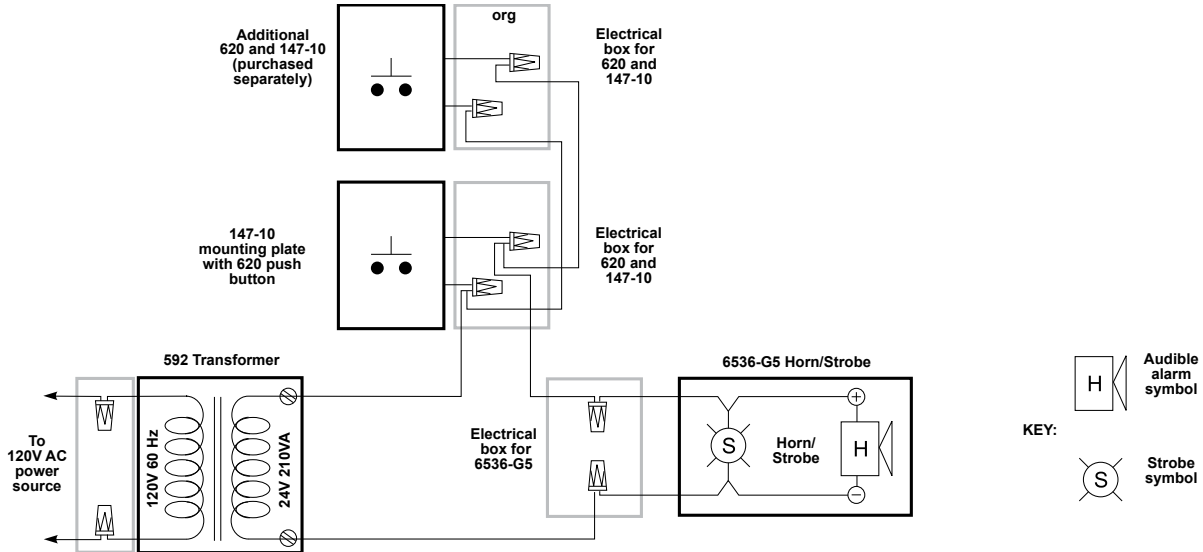 Additional
620 and 147-10
(purchased
separately)
org
Electrical
box for
620 and
147-10
147-10
mounting plate
with 620 push
button
Electrical
box for
620 and
147-10
592 Transformer
To
120V AC
power
source
120V 60 Hz
24V 210VA
Electrical
box for
6536-G5
6536-G5 Horn/Strobe
S
Horn/
Strobe
+
H
−
KEY:
H
Audible
alarm
symbol
S
Strobe
symbol